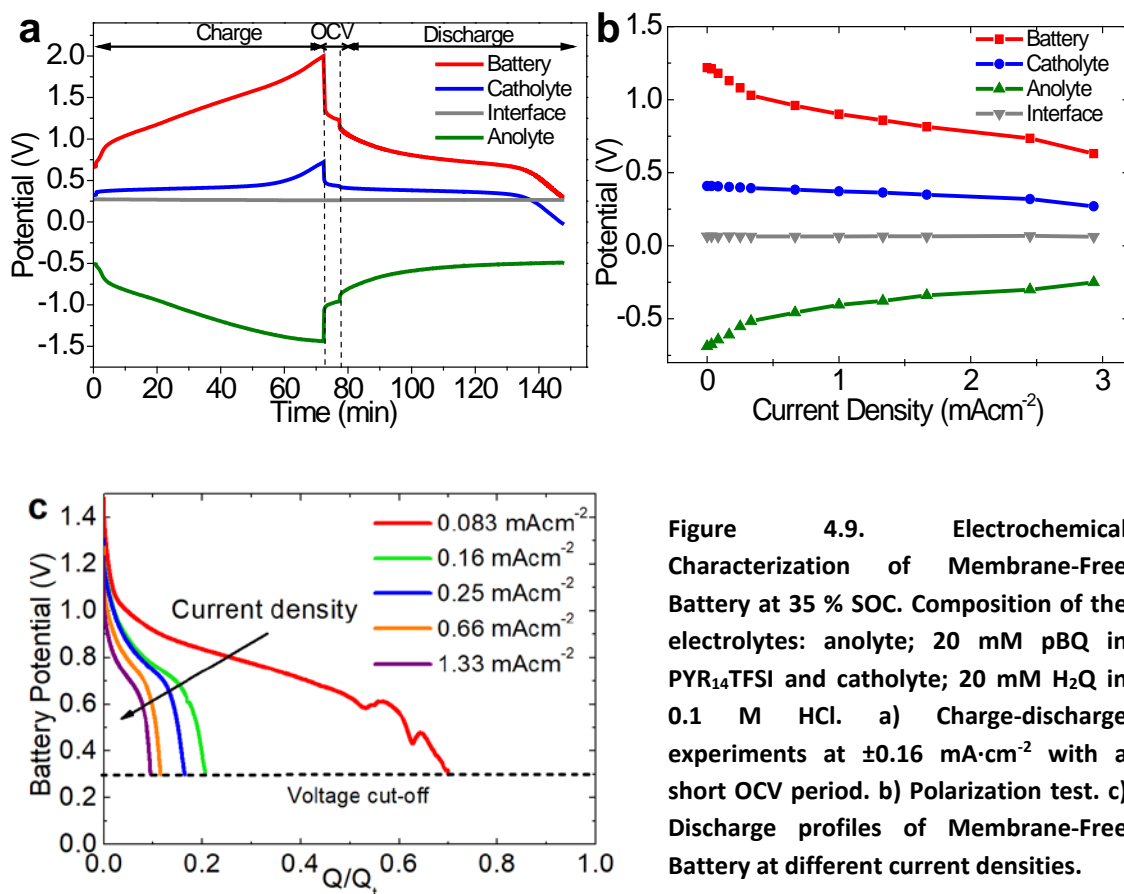 a
Charge OCV Discharge
Battery
Catholyte
Interface
Anolyte
2.0
1.5
1.0
0.5
0.0
-0.5
-1.0
-1.5
Potential (V)
0 20 40 60 80 100 120 140
Time (min)
b
Battery
Catholyte
Anolyte
Interface
1.5
1.0
0.5
0.0
-0.5
Potential (V)
0 1 2 3
Current Density (mAcm⁻²)
c
0.083 mAcm⁻²
0.16 mAcm⁻²
0.25 mAcm⁻²
0.66 mAcm⁻²
1.33 mAcm⁻²
Current density
Voltage cut-off
1.4
1.2
1.0
0.8
0.6
0.4
0.2
0.0
Battery Potential (V)
0.0 0.2 0.4 0.6 0.8 1.0
Q/Qₜ
Figure 4.9. Electrochemical
Characterization of Membrane-Free
Battery at 35 % SOC. Composition of the
electrolytes: anolyte; 20 mM pBQ in
PYR₁₄TFSI and catholyte; 20 mM H₂Q in
0.1 M HCl. a) Charge-discharge
experiments at ±0.16 mA·cm⁻² with a
short OCV period. b) Polarization test. c)
Discharge profiles of Membrane-Free
Battery at different current densities.